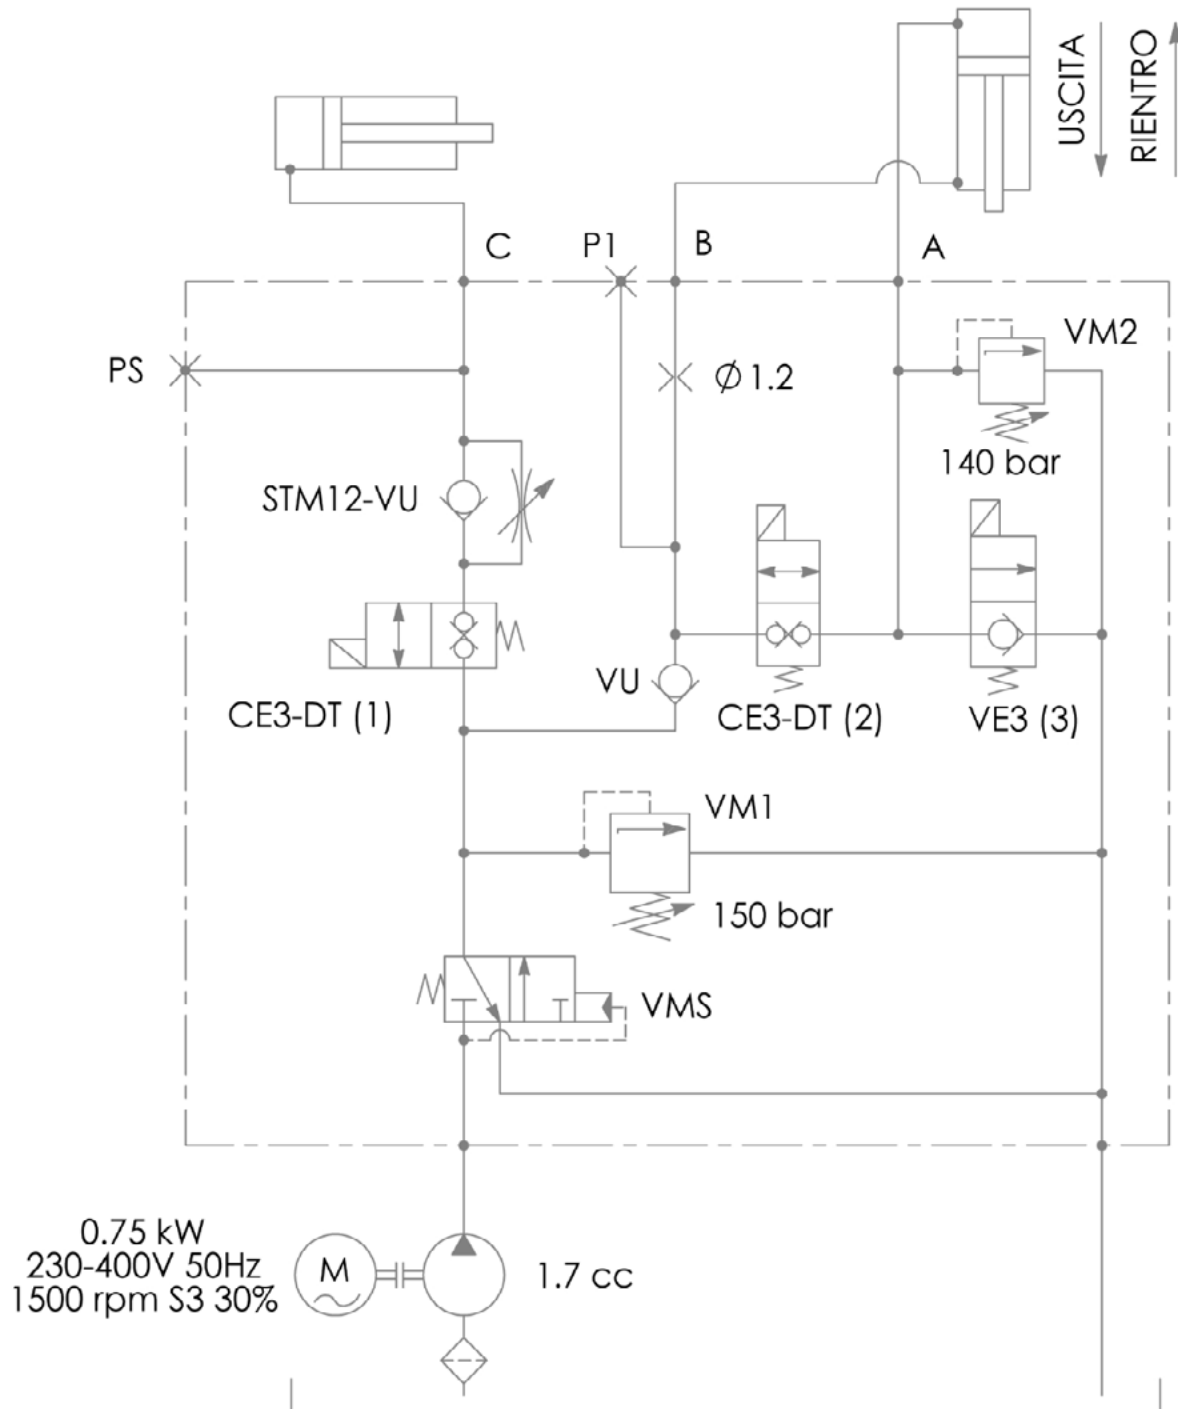 USCITA
RIENTRO
C
P1
B
A
VM2
PS
Ø 1.2
140 bar
STM12-VU
VU
CE3-DT (1)
CE3-DT (2)
VE3 (3)
VM1
150 bar
VMS
0.75 kW
230-400V 50Hz
1500 rpm S3 30%
M
1.7 cc